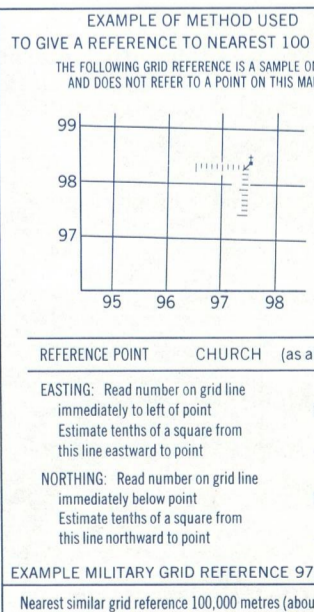 EXAMPLE OF METHOD USED
TO GIVE A REFERENCE TO NEAREST 100
THE FOLLOWING GRID REFERENCE IS A SAMPLE
AND DOES NOT REFER TO A POINT ON THIS
99
98
97
95 96 97 98
REFERENCE POINT CHURCH (as a
EASTING: Read number on grid line
immediately to left of point
Estimate tenths of a square from
this line eastward to point
NORTHING: Read number on grid line
immediately below point
Estimate tenths of a square from
this line northward to point
EXAMPLE MILITARY GRID REFERENCE 97
Nearest similar grid reference 100,000 metres